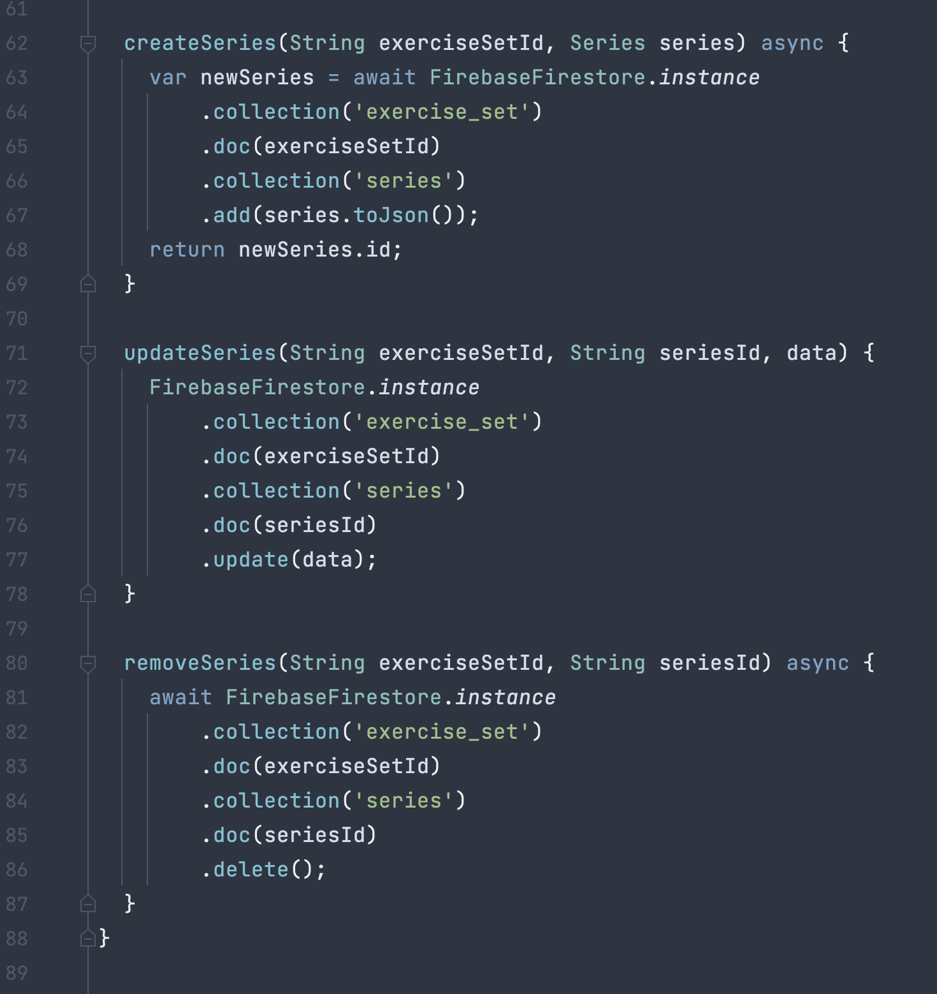 61
62 createSeries(String exerciseSetId, Series series) async {
63 var newSeries = await FirebaseFirestore.instance
64 .collection('exercise_set')
65 .doc(exerciseSetId)
66 .collection('series')
67 .add(series.toJson());
68 return newSeries.id;
69 }
70
71 updateSeries(String exerciseSetId, String seriesId, data) {
72 FirebaseFirestore.instance
73 .collection('exercise_set')
74 .doc(exerciseSetId)
75 .collection('series')
76 .doc(seriesId)
77 .update(data);
78 }
79
80 removeSeries(String exerciseSetId, String seriesId) async {
81 await FirebaseFirestore.instance
82 .collection('exercise_set')
83 .doc(exerciseSetId)
84 .collection('series')
85 .doc(seriesId)
86 .delete();
87 }
88 }
89